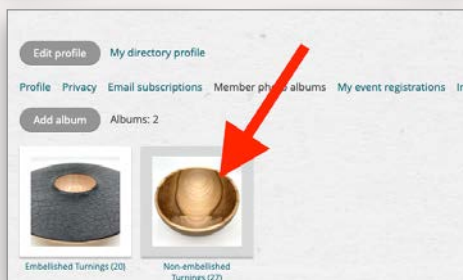 Edit profile My directory profile
Profile Privacy Email subscriptions Member albums My event registrations
Add album Albums: 2
Embellished Turnings (20) Non-embellished
Turnings (27)